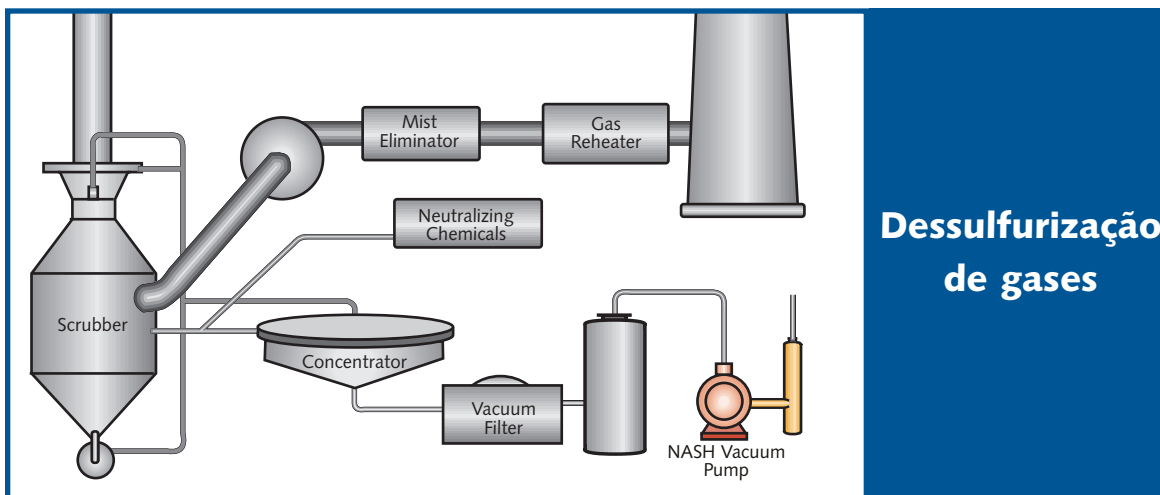 Mist
Eliminator
Gas
Reheater
Neutralizing
Chemicals
Scrubber
Concentrator
Vacuum
Filter
NASH Vacuum
Pump
Dessulfurização
de gases